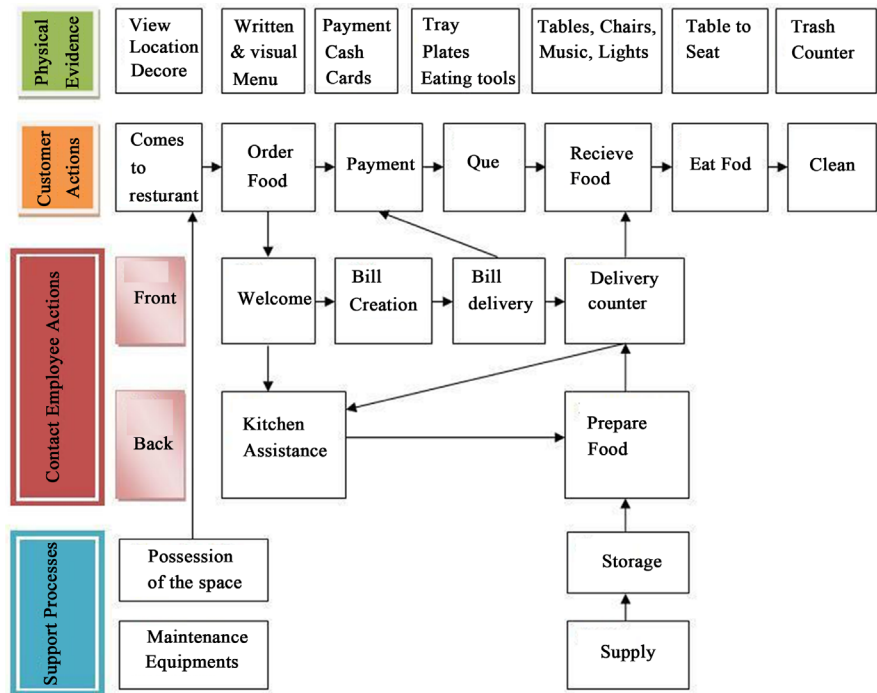 Physical
Evidence
View
Location
Decore
Written
& visual
Menu
Payment
Cash
Cards
Tray
Plates
Eating tools
Tables, Chairs,
Music, Lights
Table to
Seat
Trash
Counter
Customer
Actions
Comes
to
resturant
Order
Food
Payment
Que
Recieve
Food
Eat Fod
Clean
Contact Employee Actions
Front
Welcome
Bill
Creation
Bill
delivery
Delivery
counter
Back
Kitchen
Assistance
Prepare
Food
Support Processes
Possession
of the space
Storage
Maintenance
Equipments
Supply